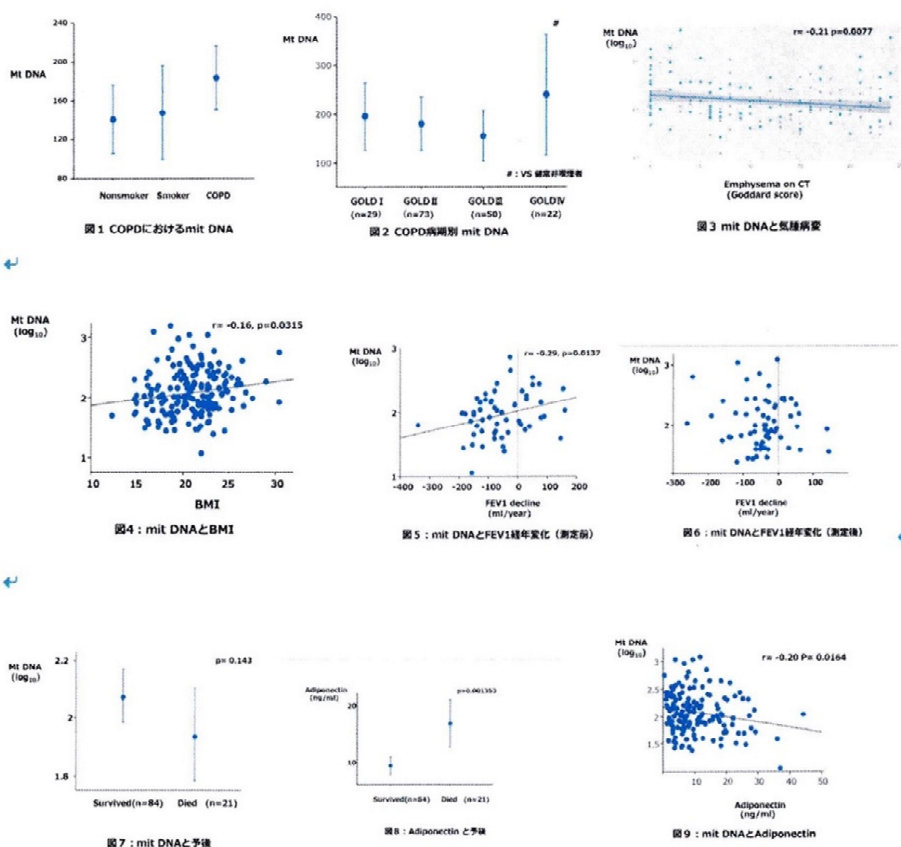 Mt DNA
240
200
160
120
80
Nonsmoker Smoker COPD
図1 COPDにおけるmit DNA
Mt DNA
400
300
200
100
#
#:VS 健常非喫煙者
GOLDⅠ GOLDⅡ GOLDⅢ GOLDⅣ
(n=29) (n=73) (n=50) (n=22)
図2 COPD病期別 mit DNA
Mt DNA
(log10)
r= -0.21 p=0.0077
Emphysema on CT
(Goddard score)
図3 mit DNAと気腫病変
Mt DNA
(log10)
r= -0.16, p=0.0315
3
2
1
10 15 20 25 30
BMI
図4:mit DNAとBMI
Mt DNA
(log10)
r= -0.29, p=0.0137
3
2
1
-400 -300 -200 -100 0 100 200
FEV1 decline
(ml/year)
図5:mit DNAとFEV1経年変化(測定前)
Mt DNA
(log10)
3
2
-300 -200 -100 0 100
FEV1 decline
(ml/year)
図6:mit DNAとFEV1経年変化(測定後)
Mt DNA
(log10)
p= 0.143
2.2
2
1.8
Survived(n=84) Died (n=21)
図7:mit DNAと予後
Adiponectin
(ng/ml)
20
10
Survived(n=84) Died (n=21)
図8:Adiponectin と予後
Mt DNA
(log10)
r= -0.20 P= 0.0164
3.0
2.5
2.0
1.5
0 10 20 30 40 50
Adiponectin
(ng/ml)
図9:mit DNAとAdiponectin